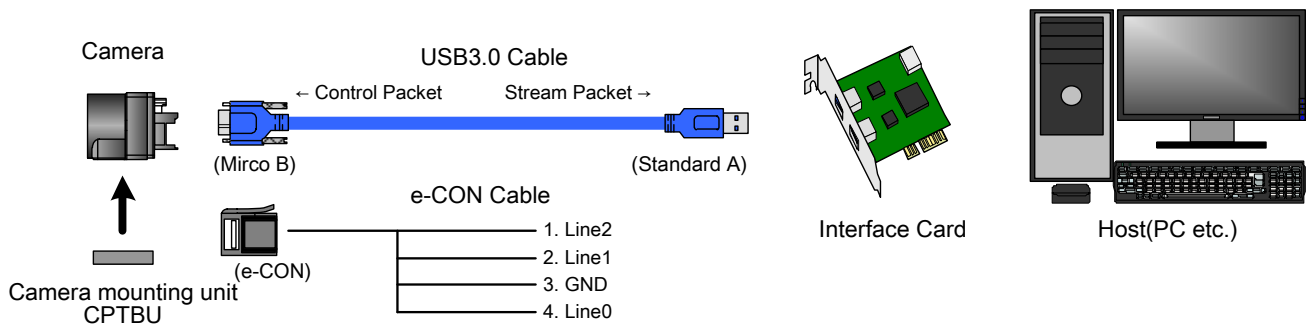 Camera
USB3.0 Cable
← Control Packet
Stream Packet →
(Mirco B)
(Standard A)
e-CON Cable
(e-CON)
1. Line2
2. Line1
3. GND
4. Line0
Camera mounting unit
CPTBU
Interface Card
Host(PC etc.)